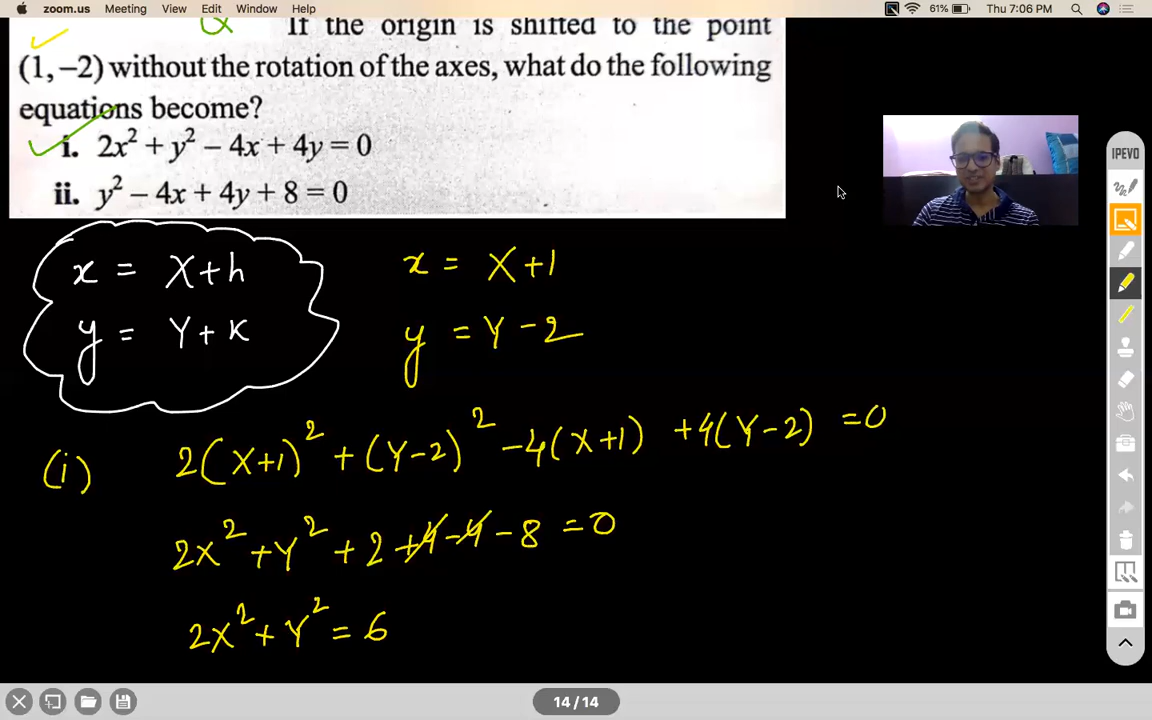 zoom.us Meeting View Edit Window Help 61% Thu 7:06 PM
If the origin is shifted to the point
(1, −2) without the rotation of the axes, what do the following
equations become?
i. 2x² + y² − 4x + 4y = 0
ii. y² − 4x + 4y + 8 = 0
IPEVO
x = X+h
x = X+1
y = Y+K
y = Y−2
(i) 2(X+1)² + (Y−2)² −4(X+1) +4(Y−2) =0
2X² + Y² + 2 +4 −4 −8 =0
2X² + Y² = 6
14 / 14